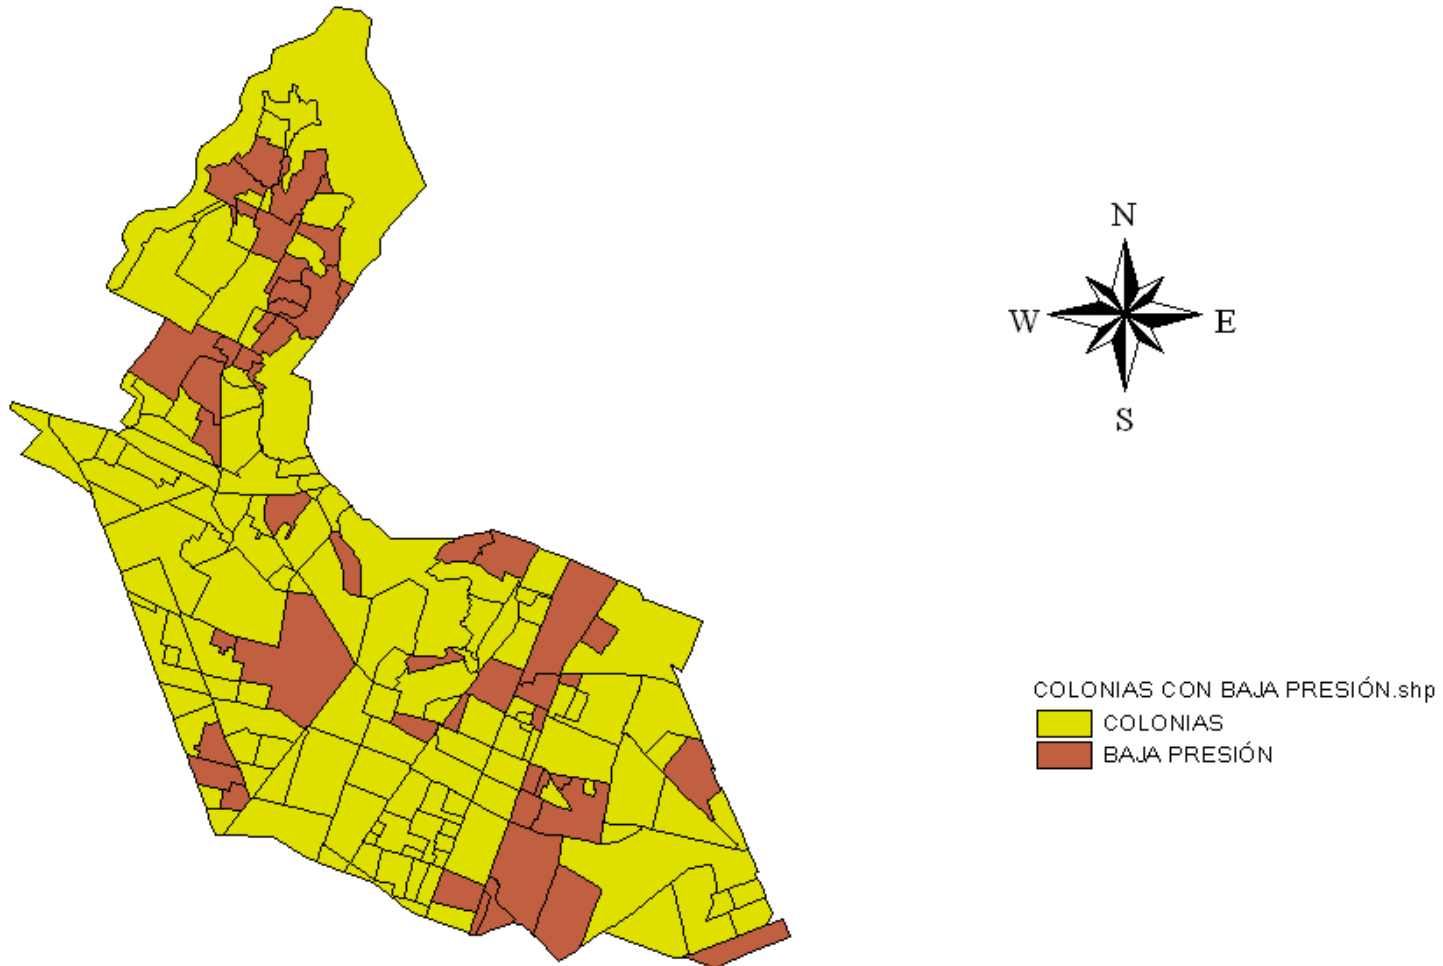 N
W E
S
COLONIAS CON BAJA PRESIÓN.shp
COLONIAS
BAJA PRESIÓN